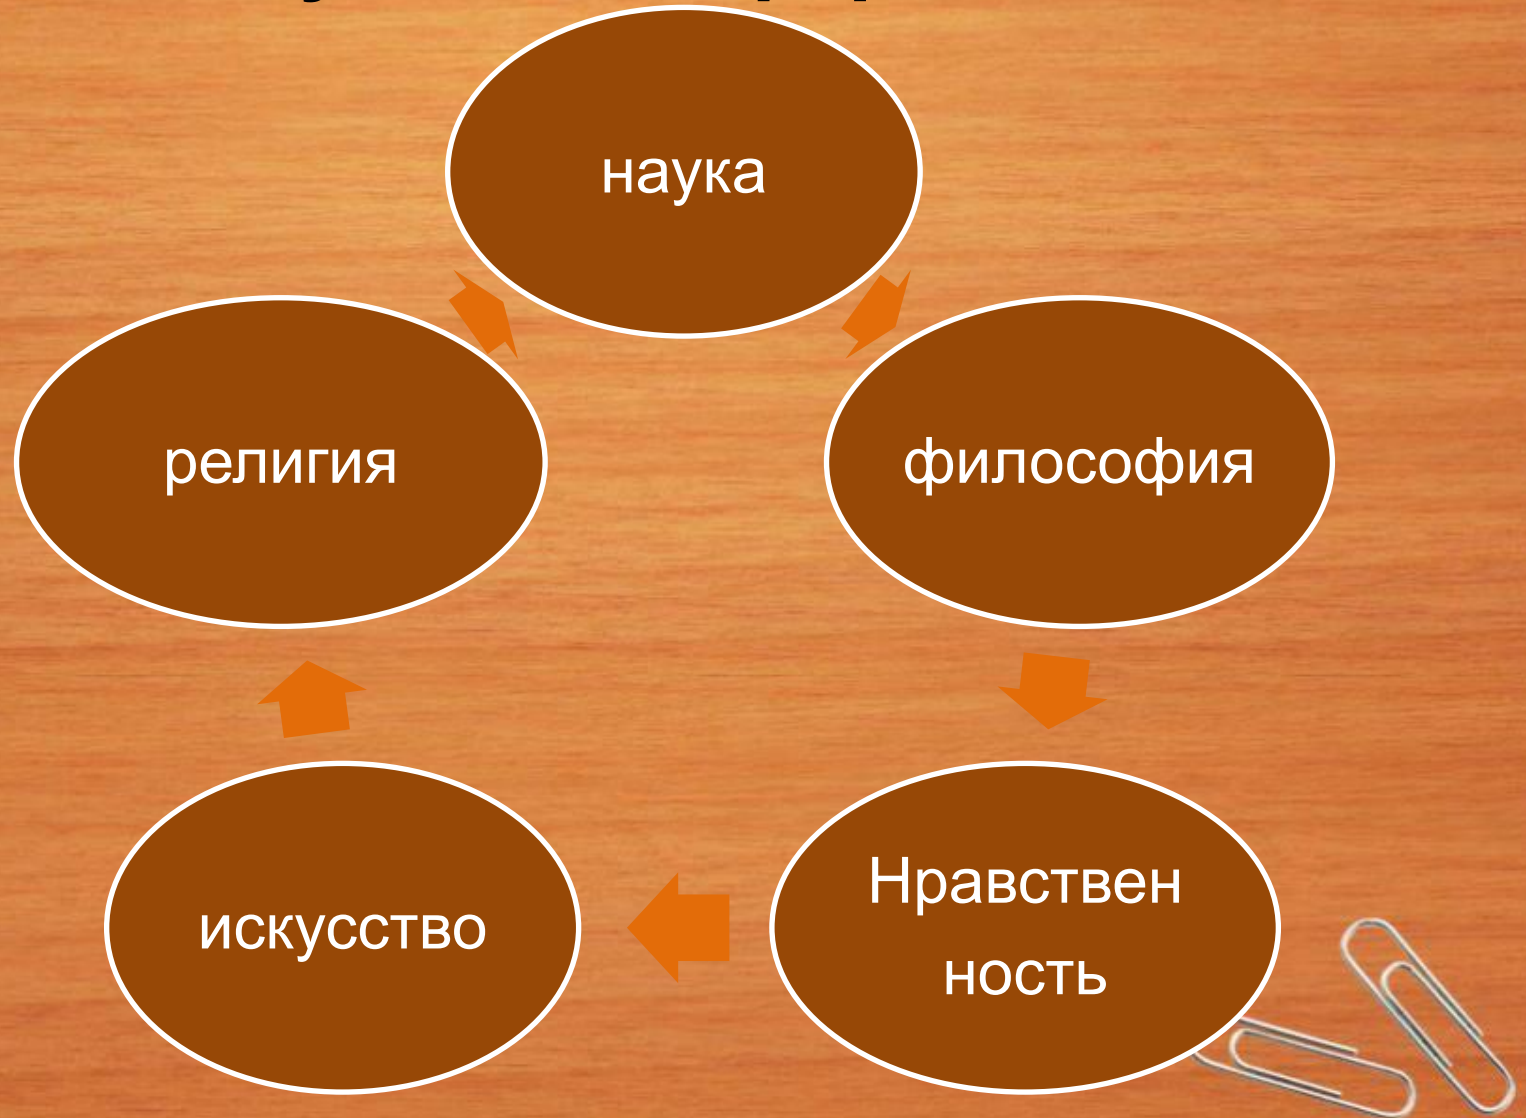 наука
религия
философия
искусство
Нравствен
ность